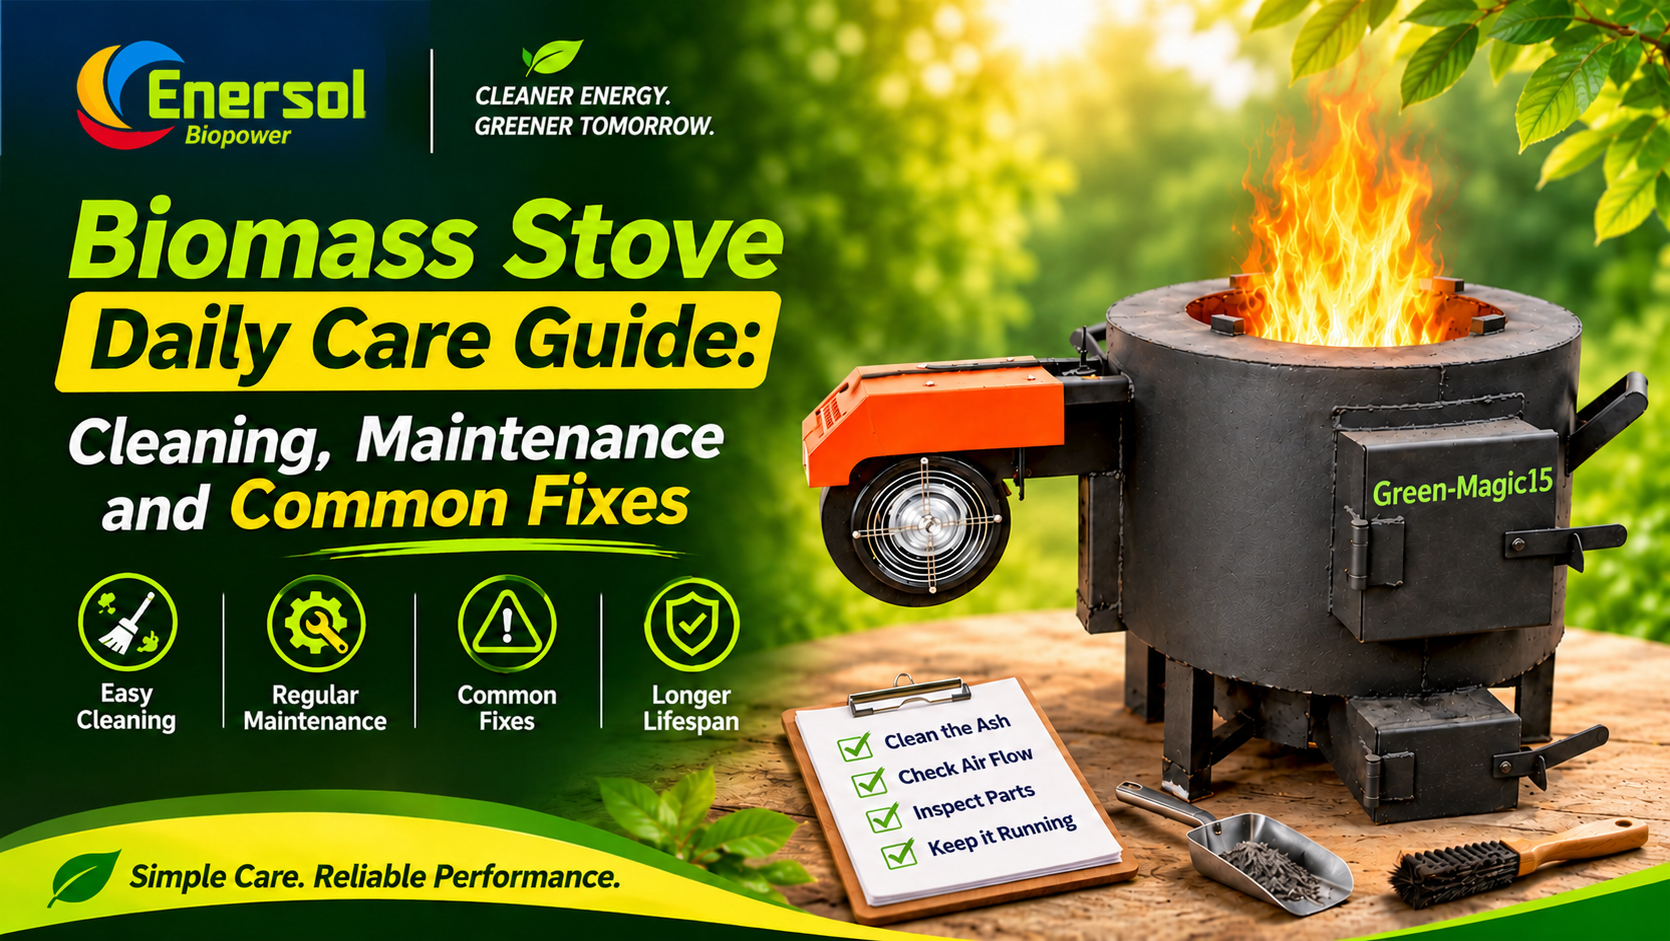 Enersol
Biopower
CLEANER ENERGY.
GREENER TOMORROW.
Biomass Stove
Daily Care Guide:
Cleaning, Maintenance
and Common Fixes
Easy
Cleaning
Regular
Maintenance
Common
Fixes
Longer
Lifespan
Simple Care. Reliable Performance.
Green-Magic15
Clean the Ash
Check Air Flow
Inspect Parts
Keep it Running